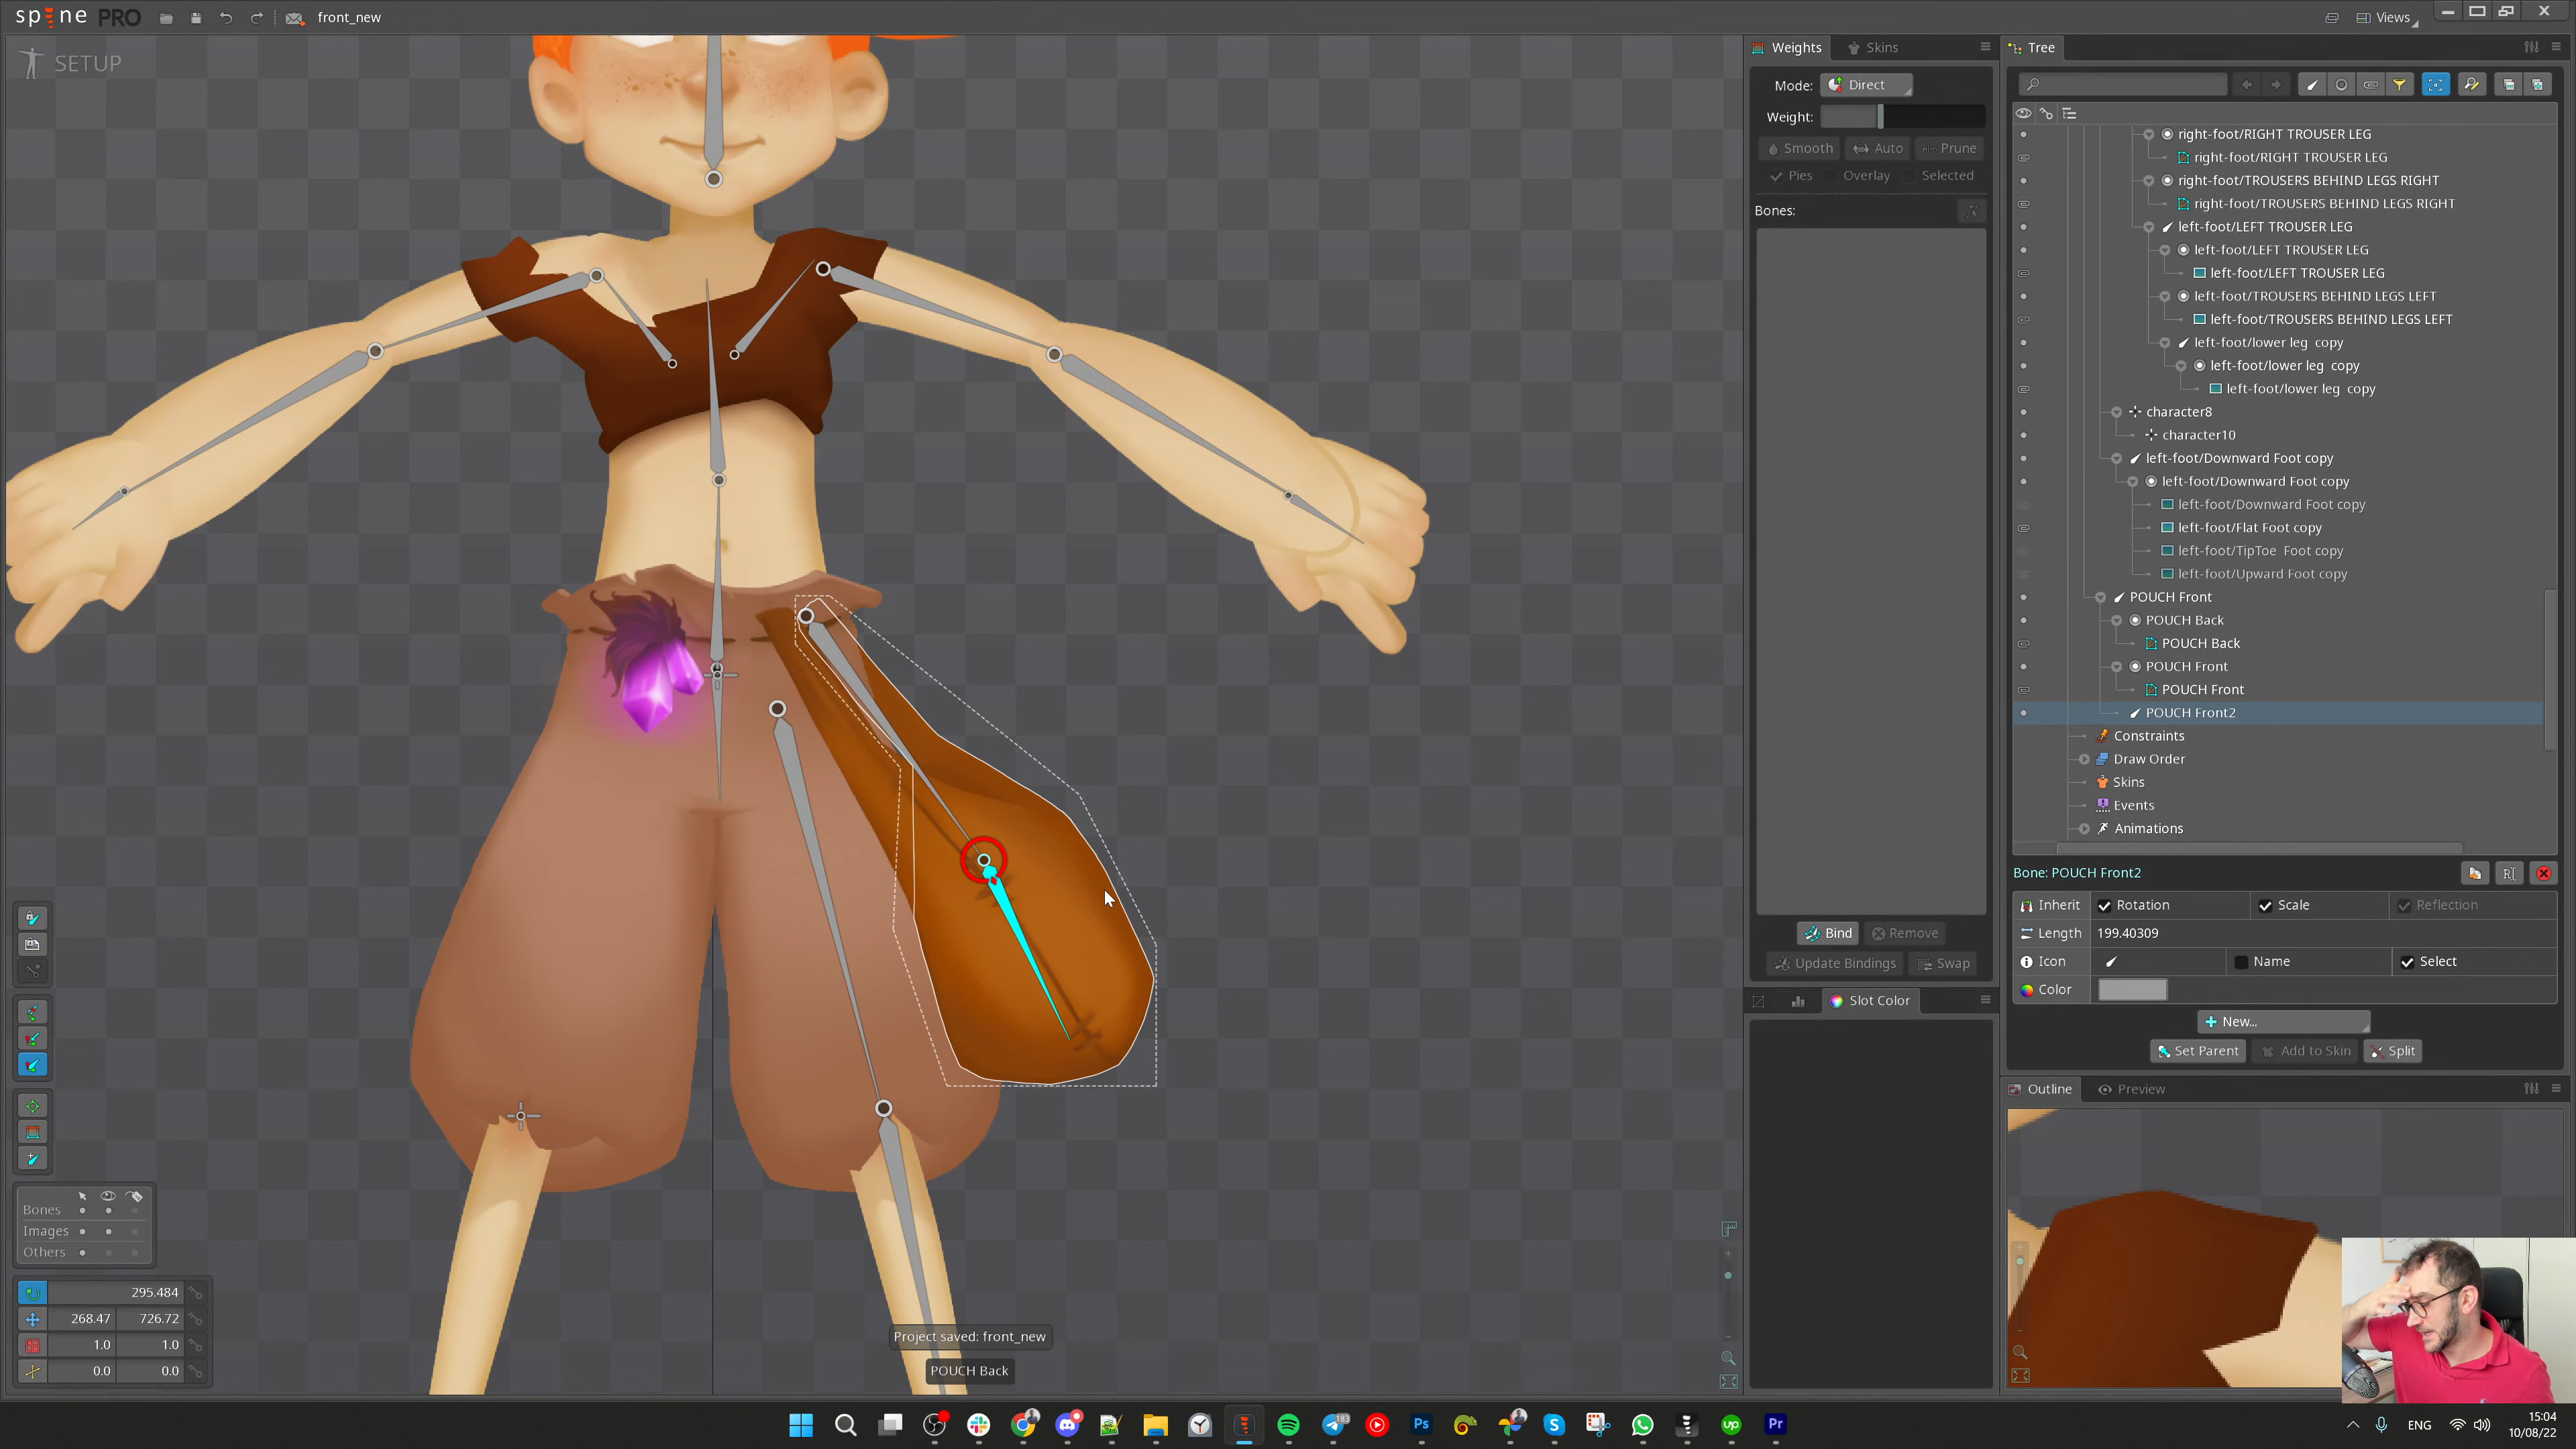 spine PRO
front_new
Views
SETUP
Weights
Skins
Mode:
Direct
Weight:
Smooth
Auto
Prune
Pies
Overlay
Selected
Bones:
Bind
Remove
Update Bindings
Swap
Slot Color
Tree
right-foot/RIGHT TROUSER LEG
right-foot/RIGHT TROUSER LEG
right-foot/TROUSERS BEHIND LEGS RIGHT
right-foot/TROUSERS BEHIND LEGS RIGHT
left-foot/LEFT TROUSER LEG
left-foot/LEFT TROUSER LEG
left-foot/LEFT TROUSER LEG
left-foot/TROUSERS BEHIND LEGS LEFT
left-foot/TROUSERS BEHIND LEGS LEFT
left-foot/lower leg copy
left-foot/lower leg copy
left-foot/lower leg copy
character8
character10
left-foot/Downward Foot copy
left-foot/Downward Foot copy
left-foot/Downward Foot copy
left-foot/Flat Foot copy
left-foot/TipToe Foot copy
left-foot/Upward Foot copy
POUCH Front
POUCH Back
POUCH Back
POUCH Front
POUCH Front
POUCH Front2
Constraints
Draw Order
Skins
Events
Animations
Bone: POUCH Front2
Inherit
Rotation
Scale
Reflection
Length
199.40309
Icon
Name
Select
Color
New...
Set Parent
Add to Skin
Split
Outline
Preview
Bones
Images
Others
295.484
268.47 726.72
1.0 1.0
0.0 0.0
Project saved: front_new
POUCH Back
183
Ps
up
Pr
ENG
15:04
10/08/22